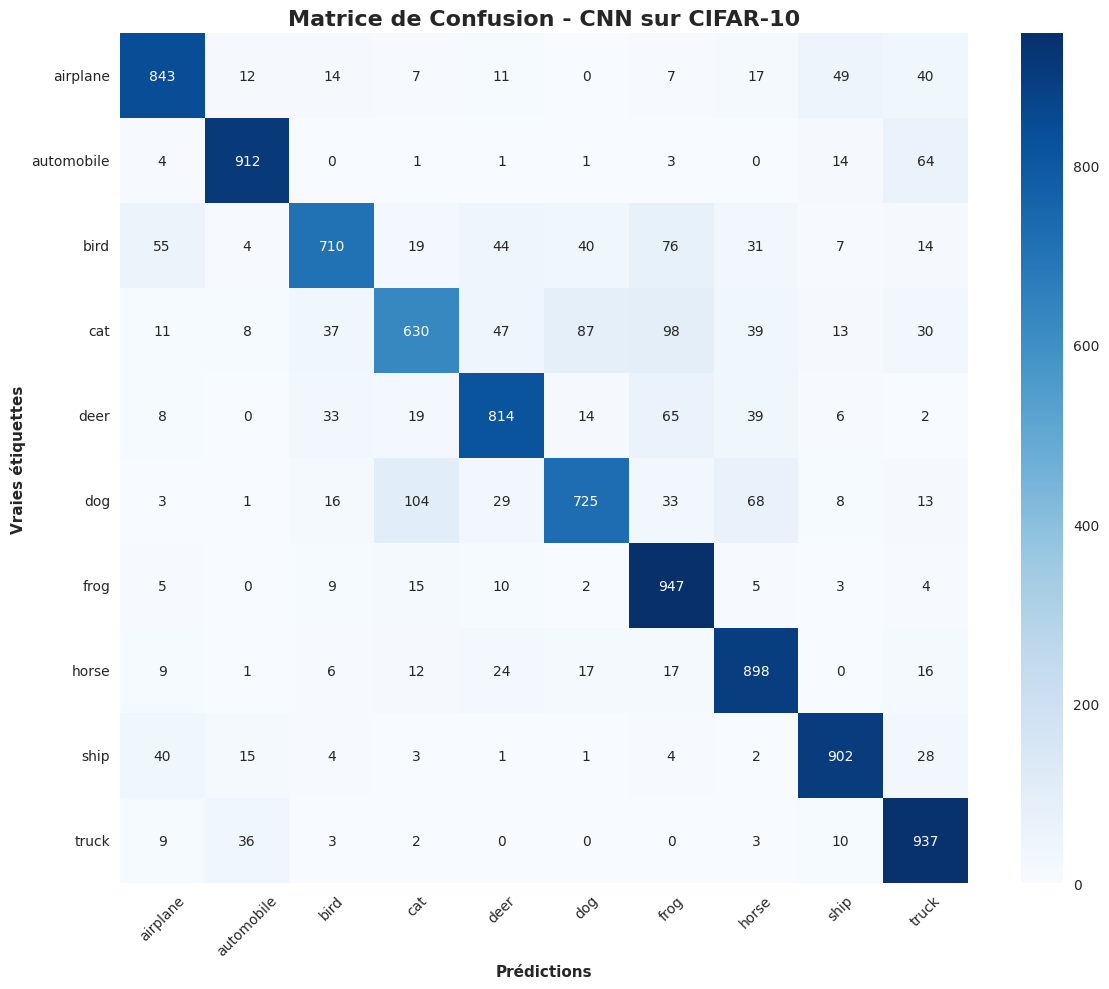 Matrice de Confusion - CNN sur CIFAR-10
airplane 843 12 14 7 11 0 7 17 49 40
automobile 4 912 0 1 1 1 3 0 14 64
bird 55 4 710 19 44 40 76 31 7 14
cat 11 8 37 630 47 87 98 39 13 30
deer 8 0 33 19 814 14 65 39 6 2
dog 3 1 16 104 29 725 33 68 8 13
frog 5 0 9 15 10 2 947 5 3 4
horse 9 1 6 12 24 17 17 898 0 16
ship 40 15 4 3 1 1 4 2 902 28
truck 9 36 3 2 0 0 0 3 10 937
airplane automobile bird cat deer dog frog horse ship truck
Prédictions
Vraies étiquettes
800
600
400
200
0